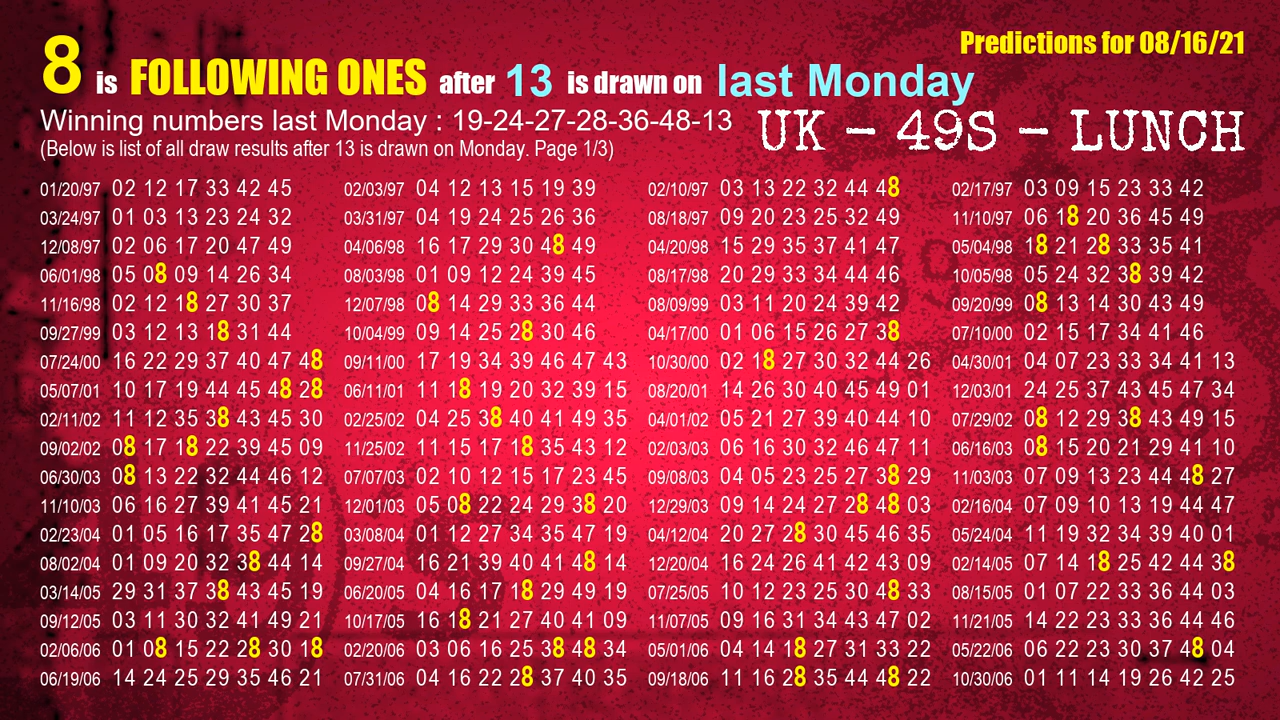 Predictions for 08/16/21
8 is FOLLOWING ONES after 13 is drawn on last Monday
Winning numbers last Monday : 19-24-27-28-36-48-13
UK - 49S - LUNCH
(Below is list of all draw results after 13 is drawn on Monday. Page 1/3)
01/20/97 02 12 17 33 42 45 02/03/97 04 12 13 15 19 39 02/10/97 03 13 22 32 44 48 02/17/97 03 09 15 23 33 42
03/24/97 01 03 13 23 24 32 03/31/97 04 19 24 25 26 36 08/18/97 09 20 23 25 32 49 11/10/97 06 18 20 36 45 49
12/08/97 02 06 17 20 47 49 04/06/98 16 17 29 30 48 49 04/20/98 15 29 35 37 41 47 05/04/98 18 21 28 33 35 41
06/01/98 05 08 09 14 26 34 08/03/98 01 09 12 24 39 45 08/17/98 20 29 33 34 44 46 10/05/98 05 24 32 38 39 42
11/16/98 02 12 18 27 30 37 12/07/98 08 14 29 33 36 44 08/09/99 03 11 20 24 39 42 09/20/99 08 13 14 30 43 49
09/27/99 03 12 13 18 31 44 10/04/99 09 14 25 28 30 46 04/17/00 01 06 15 26 27 38 07/10/00 02 15 17 34 41 46
07/24/00 16 22 29 37 40 47 48 09/11/00 17 19 34 39 46 47 43 10/30/00 02 18 27 30 32 44 26 04/30/01 04 07 23 33 34 41 13
05/07/01 10 17 19 44 45 48 28 06/11/01 11 18 19 20 32 39 15 08/20/01 14 26 30 40 45 49 01 12/03/01 24 25 37 43 45 47 34
02/11/02 11 12 35 38 43 45 30 02/25/02 04 25 38 40 41 49 35 04/01/02 05 21 27 39 40 44 10 07/29/02 08 12 29 38 43 49 15
09/02/02 08 17 18 22 39 45 09 11/25/02 11 15 17 18 35 43 12 02/03/03 06 16 30 32 46 47 11 06/16/03 08 15 20 21 29 41 10
06/30/03 08 13 22 32 44 46 12 07/07/03 02 10 12 15 17 23 45 09/08/03 04 05 23 25 27 38 29 11/03/03 07 09 13 23 44 48 27
11/10/03 06 16 27 39 41 45 21 12/01/03 05 08 22 24 29 38 20 12/29/03 09 14 24 27 28 48 03 02/16/04 07 09 10 13 19 44 47
02/23/04 01 05 16 17 35 47 28 03/08/04 01 12 27 34 35 47 19 04/12/04 20 27 28 30 45 46 35 05/24/04 11 19 32 34 39 40 01
08/02/04 01 09 20 32 38 44 14 09/27/04 16 21 39 40 41 48 14 12/20/04 16 24 26 41 42 43 09 02/14/05 07 14 18 25 42 44 38
03/14/05 29 31 37 38 43 45 19 06/20/05 04 16 17 18 29 49 19 07/25/05 10 12 23 25 30 48 33 08/15/05 01 07 22 33 36 44 03
09/12/05 03 11 30 32 41 49 21 10/17/05 16 18 21 27 40 41 09 11/07/05 09 16 31 34 43 47 02 11/21/05 14 22 23 33 36 44 46
02/06/06 01 08 15 22 28 30 18 02/20/06 03 06 16 25 38 48 34 05/01/06 04 14 18 27 31 33 22 05/22/06 06 22 23 30 37 48 04
06/19/06 14 24 25 29 35 46 21 07/31/06 04 16 22 28 37 40 35 09/18/06 11 16 28 35 44 48 22 10/30/06 01 11 14 19 26 42 25